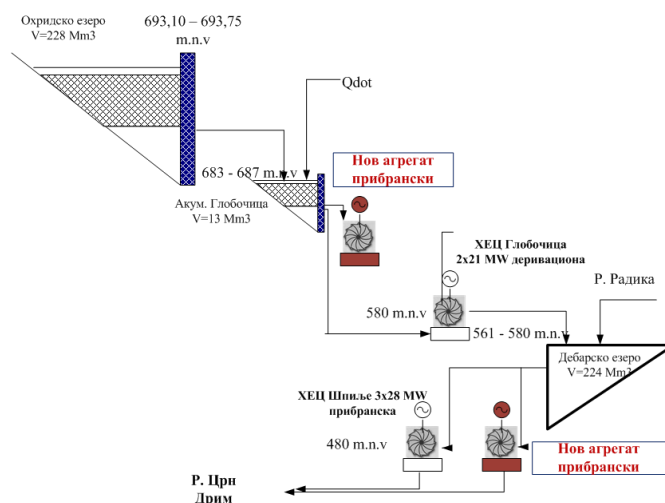 Охридско езеро
V=228 Mm3
693,10 – 693,75
m.n.v
Qdot
683 - 687 m.n.v
Нов агрегат
прибрански
Акум. Глобочица
V=13 Mm3
ХЕЦ Глобочица
2x21 MW деривациона
Р. Радика
580 m.n.v
561 - 580 m.n.v
Дебарско езеро
V=224 Mm3
ХЕЦ Шпиље 3x28 MW
прибранска
480 m.n.v
Нов агрегат
прибрански
Р. Црн
Дрим